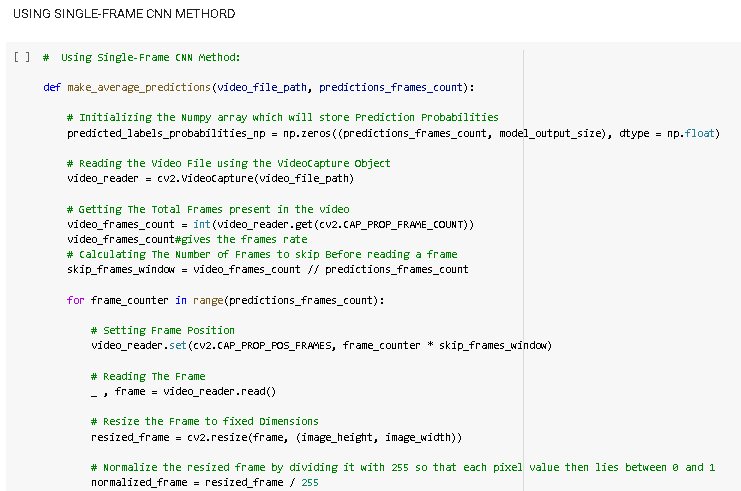 USING SINGLE-FRAME CNN METHORD
[ ] #  Using Single-Frame CNN Method:
def make_average_predictions(video_file_path, predictions_frames_count):
# Initializing the Numpy array which will store Prediction Probabilities
predicted_labels_probabilities_np = np.zeros((predictions_frames_count, model_output_size), dtype = np.float)
# Reading the Video File using the VideoCapture Object
video_reader = cv2.VideoCapture(video_file_path)
# Getting The Total Frames present in the video
video_frames_count = int(video_reader.get(cv2.CAP_PROP_FRAME_COUNT))
video_frames_count#gives the frames rate
# Calculating The Number of Frames to skip Before reading a frame
skip_frames_window = video_frames_count // predictions_frames_count
for frame_counter in range(predictions_frames_count):
# Setting Frame Position
video_reader.set(cv2.CAP_PROP_POS_FRAMES, frame_counter * skip_frames_window)
# Reading The Frame
_ , frame = video_reader.read()
# Resize the Frame to fixed Dimensions
resized_frame = cv2.resize(frame, (image_height, image_width))
# Normalize the resized frame by dividing it with 255 so that each pixel value then lies between 0 and 1
normalized_frame = resized_frame / 255